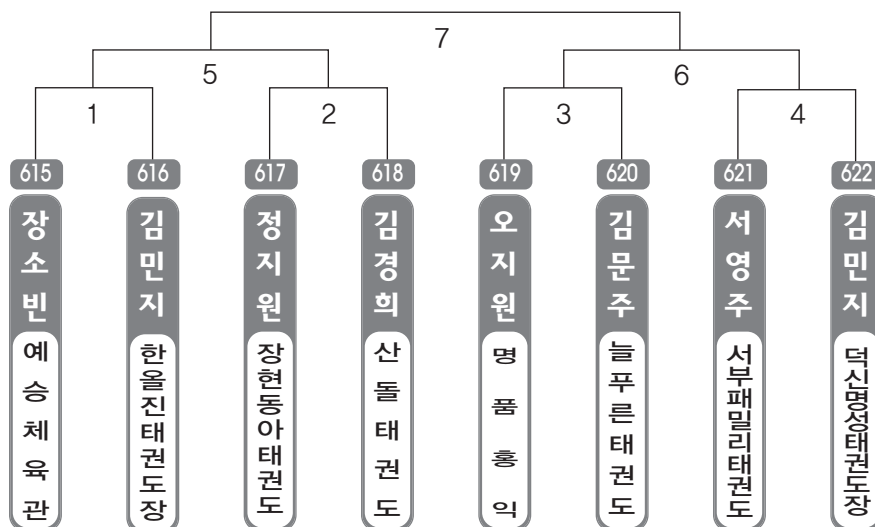 7
5
6
1
2
3
4
615
616
617
618
619
620
621
622
장소빈
김민지
정지원
김경희
오지원
김문주
서영주
김민지
예승체육관
한올진태권도장
장현동아태권도
산돌태권도
명품홍익
늘푸른태권도
서부패밀리태권도
덕신명성태권도장